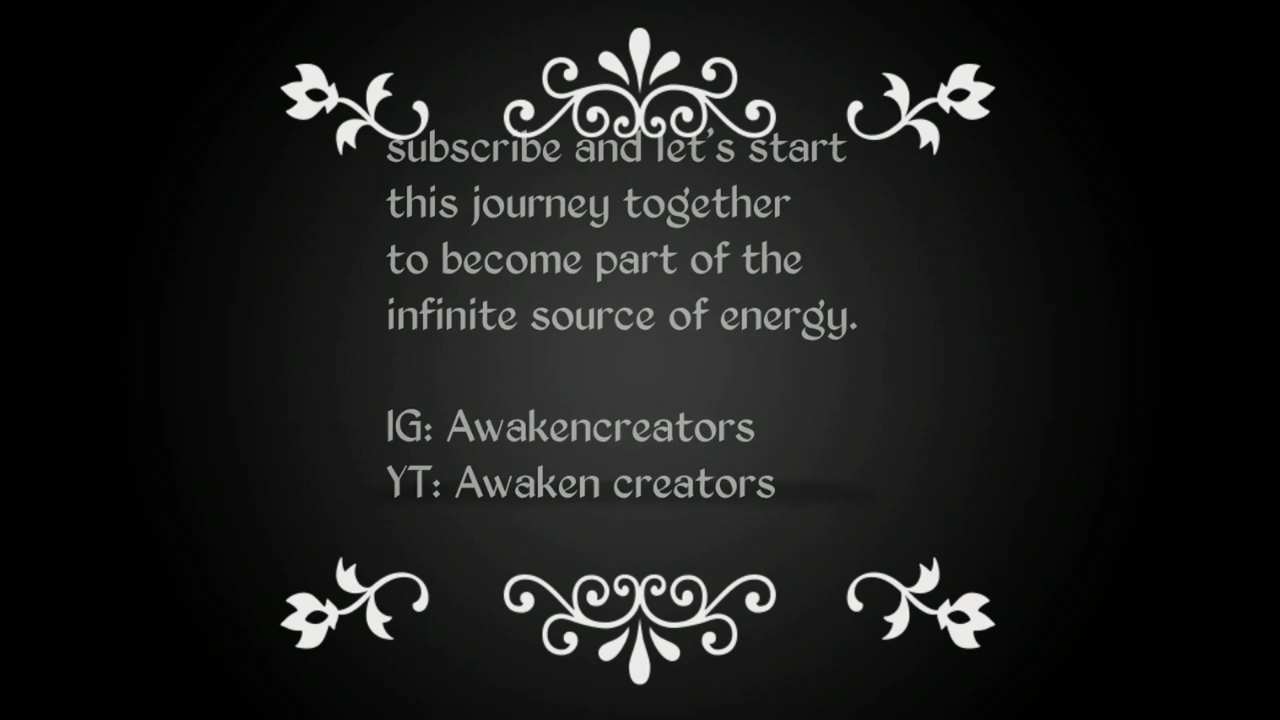 subscribe and let's start
this journey together
to become part of the
infinite source of energy.
IG: Awakencreators
YT: Awaken creators